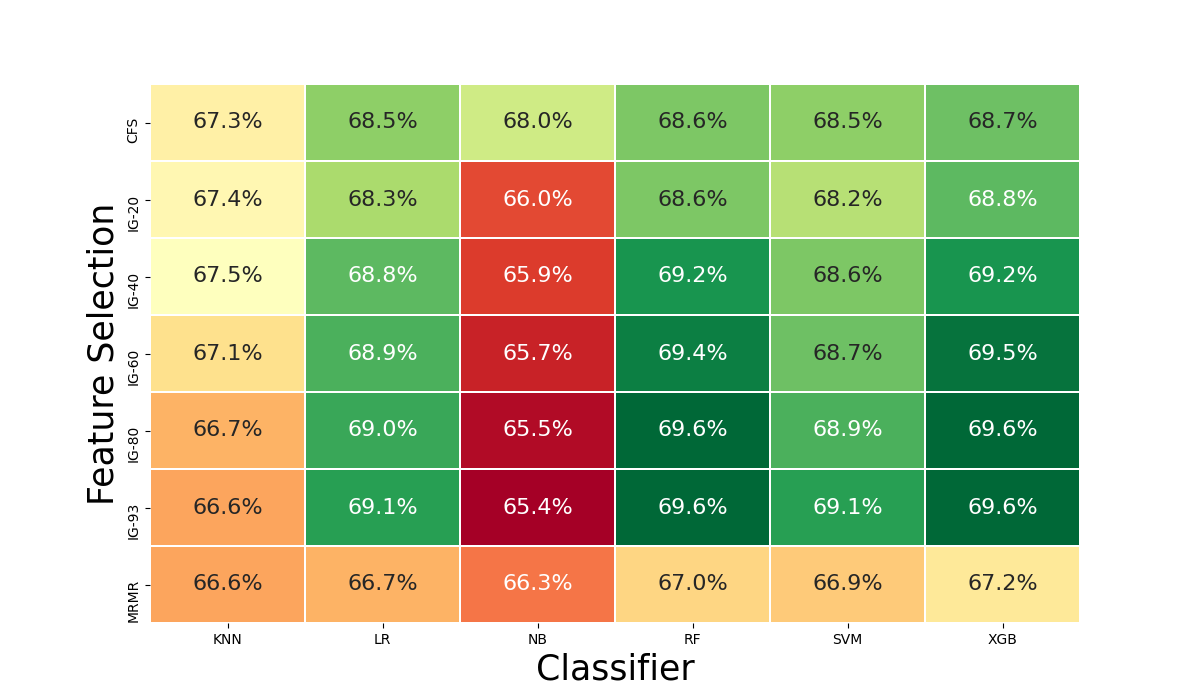 Feature Selection
CFS 67.3% 68.5% 68.0% 68.6% 68.5% 68.7%
IG-20 67.4% 68.3% 66.0% 68.6% 68.2% 68.8%
IG-40 67.5% 68.8% 65.9% 69.2% 68.6% 69.2%
IG-60 67.1% 68.9% 65.7% 69.4% 68.7% 69.5%
IG-80 66.7% 69.0% 65.5% 69.6% 68.9% 69.6%
IG-93 66.6% 69.1% 65.4% 69.6% 69.1% 69.6%
MRMR 66.6% 66.7% 66.3% 67.0% 66.9% 67.2%
KNN LR NB RF SVM XGB
Classifier